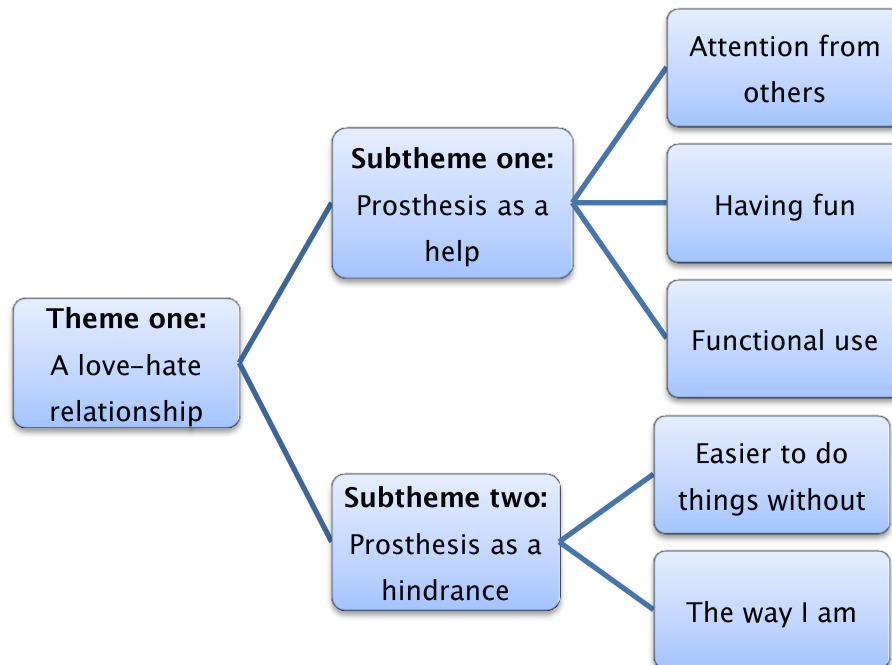 Theme one:
A love-hate
relationship
Subtheme one:
Prosthesis as a
help
Attention from
others
Having fun
Functional use
Subtheme two:
Prosthesis as a
hindrance
Easier to do
things without
The way I am